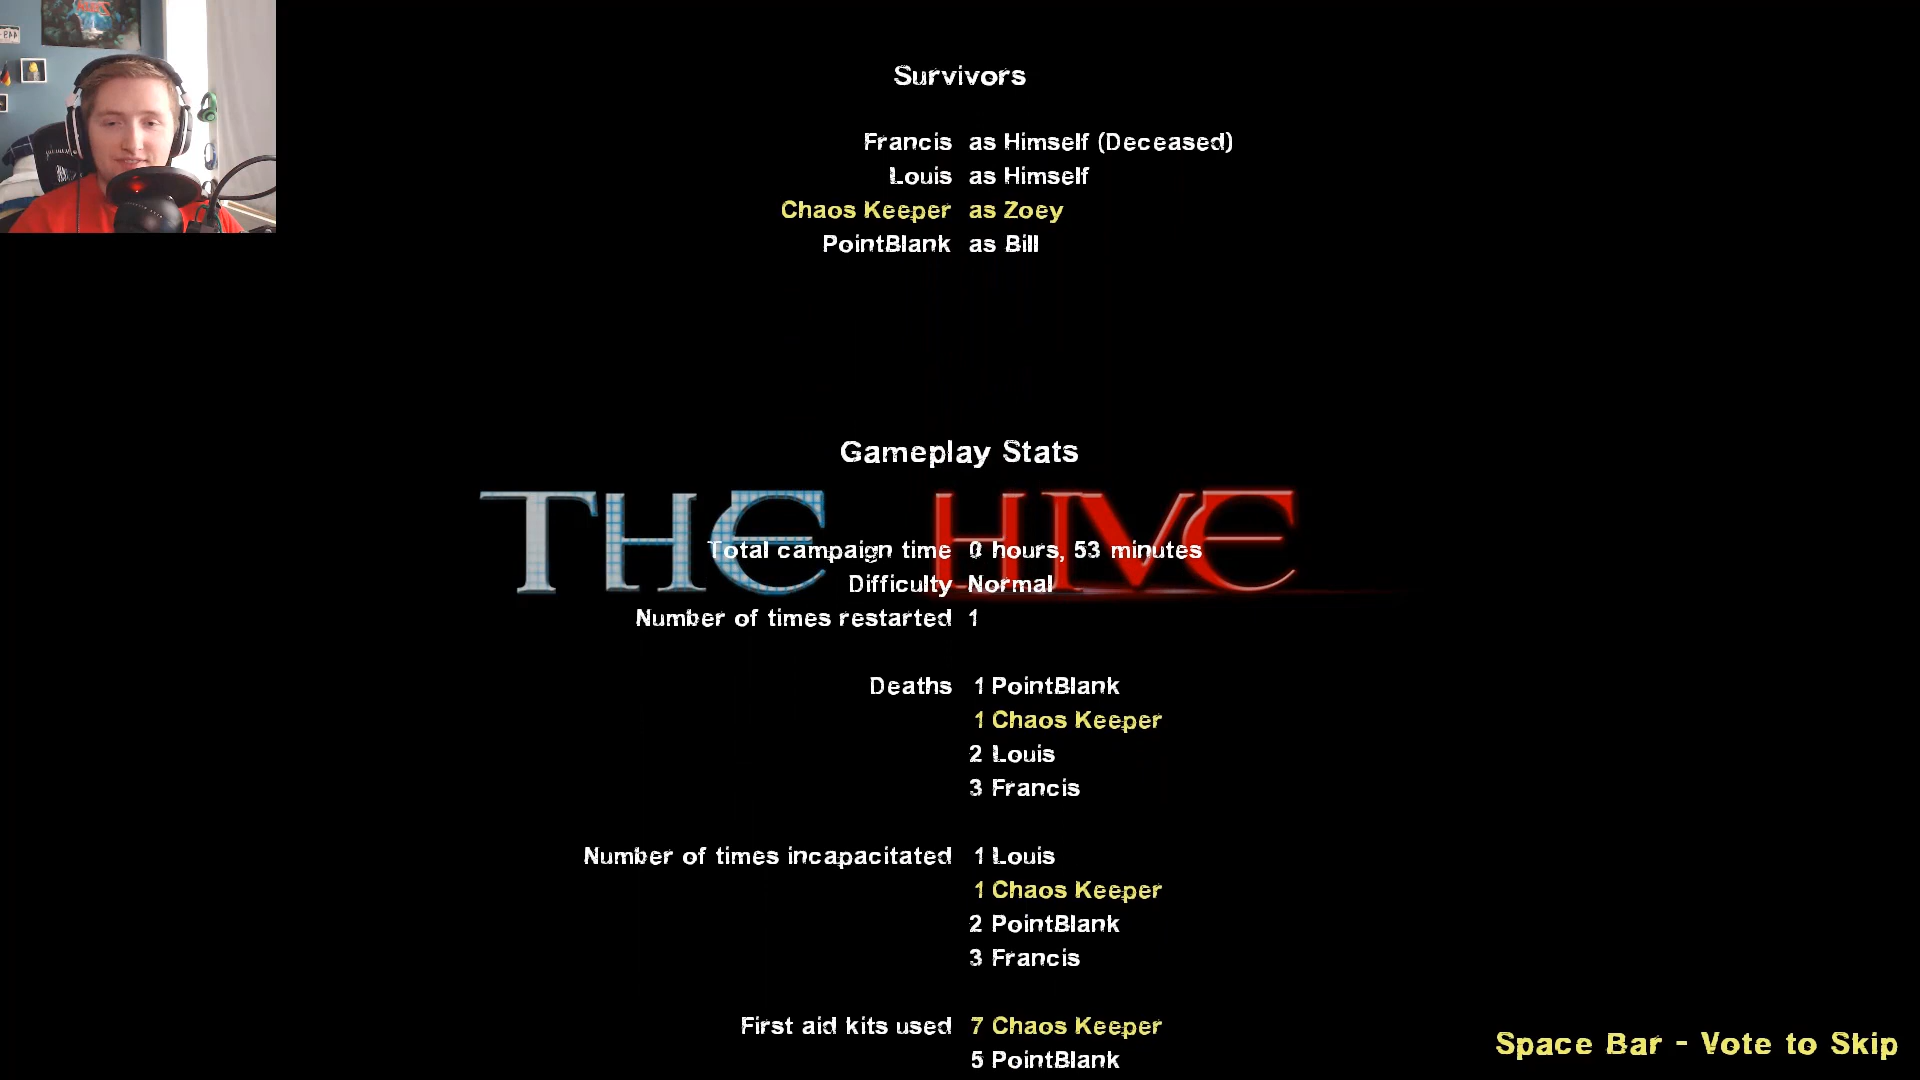 Survivors
Francis as Himself (Deceased)
Louis as Himself
Chaos Keeper as Zoey
PointBlank as Bill
Gameplay Stats
THE HIVE
Total campaign time 0 hours, 53 minutes
Difficulty Normal
Number of times restarted 1
Deaths 1 PointBlank
1 Chaos Keeper
2 Louis
3 Francis
Number of times incapacitated 1 Louis
1 Chaos Keeper
2 PointBlank
3 Francis
First aid kits used 7 Chaos Keeper
5 PointBlank
Space Bar - Vote to Skip